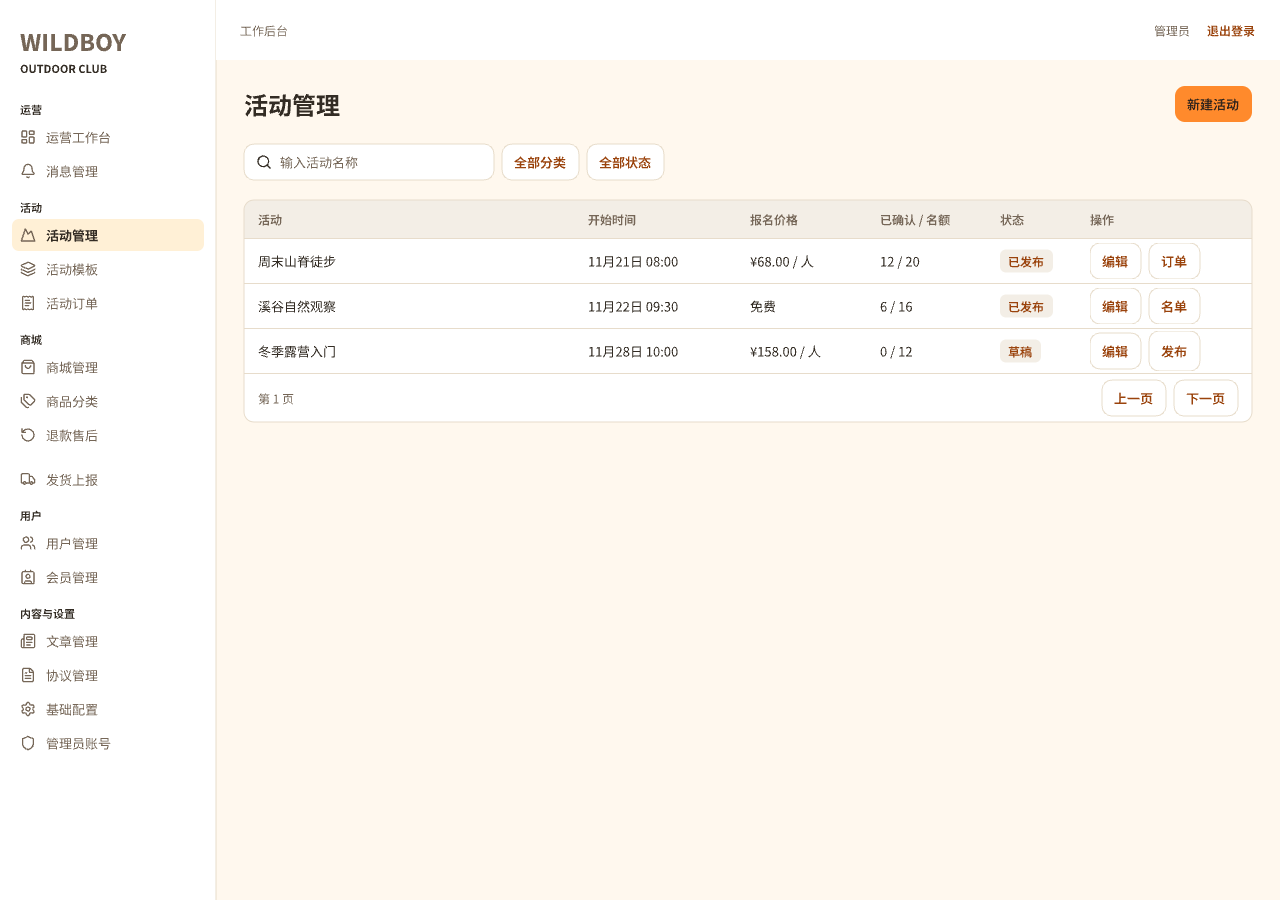 WILDBOY
OUTDOOR CLUB
运营
运营工作台
消息管理
活动
活动管理
活动模板
活动订单
商城
商城管理
商品分类
退款售后
发货上报
用户
用户管理
会员管理
内容与设置
文章管理
协议管理
基础配置
管理员账号
工作后台
管理员 退出登录
活动管理
新建活动
输入活动名称 全部分类 全部状态
活动 开始时间 报名价格 已确认 / 名额 状态 操作
周末山脊徒步 11月21日 08:00 ¥68.00 / 人 12 / 20 已发布 编辑 订单
溪谷自然观察 11月22日 09:30 免费 6 / 16 已发布 编辑 名单
冬季露营入门 11月28日 10:00 ¥158.00 / 人 0 / 12 草稿 编辑 发布
第 1 页 上一页 下一页